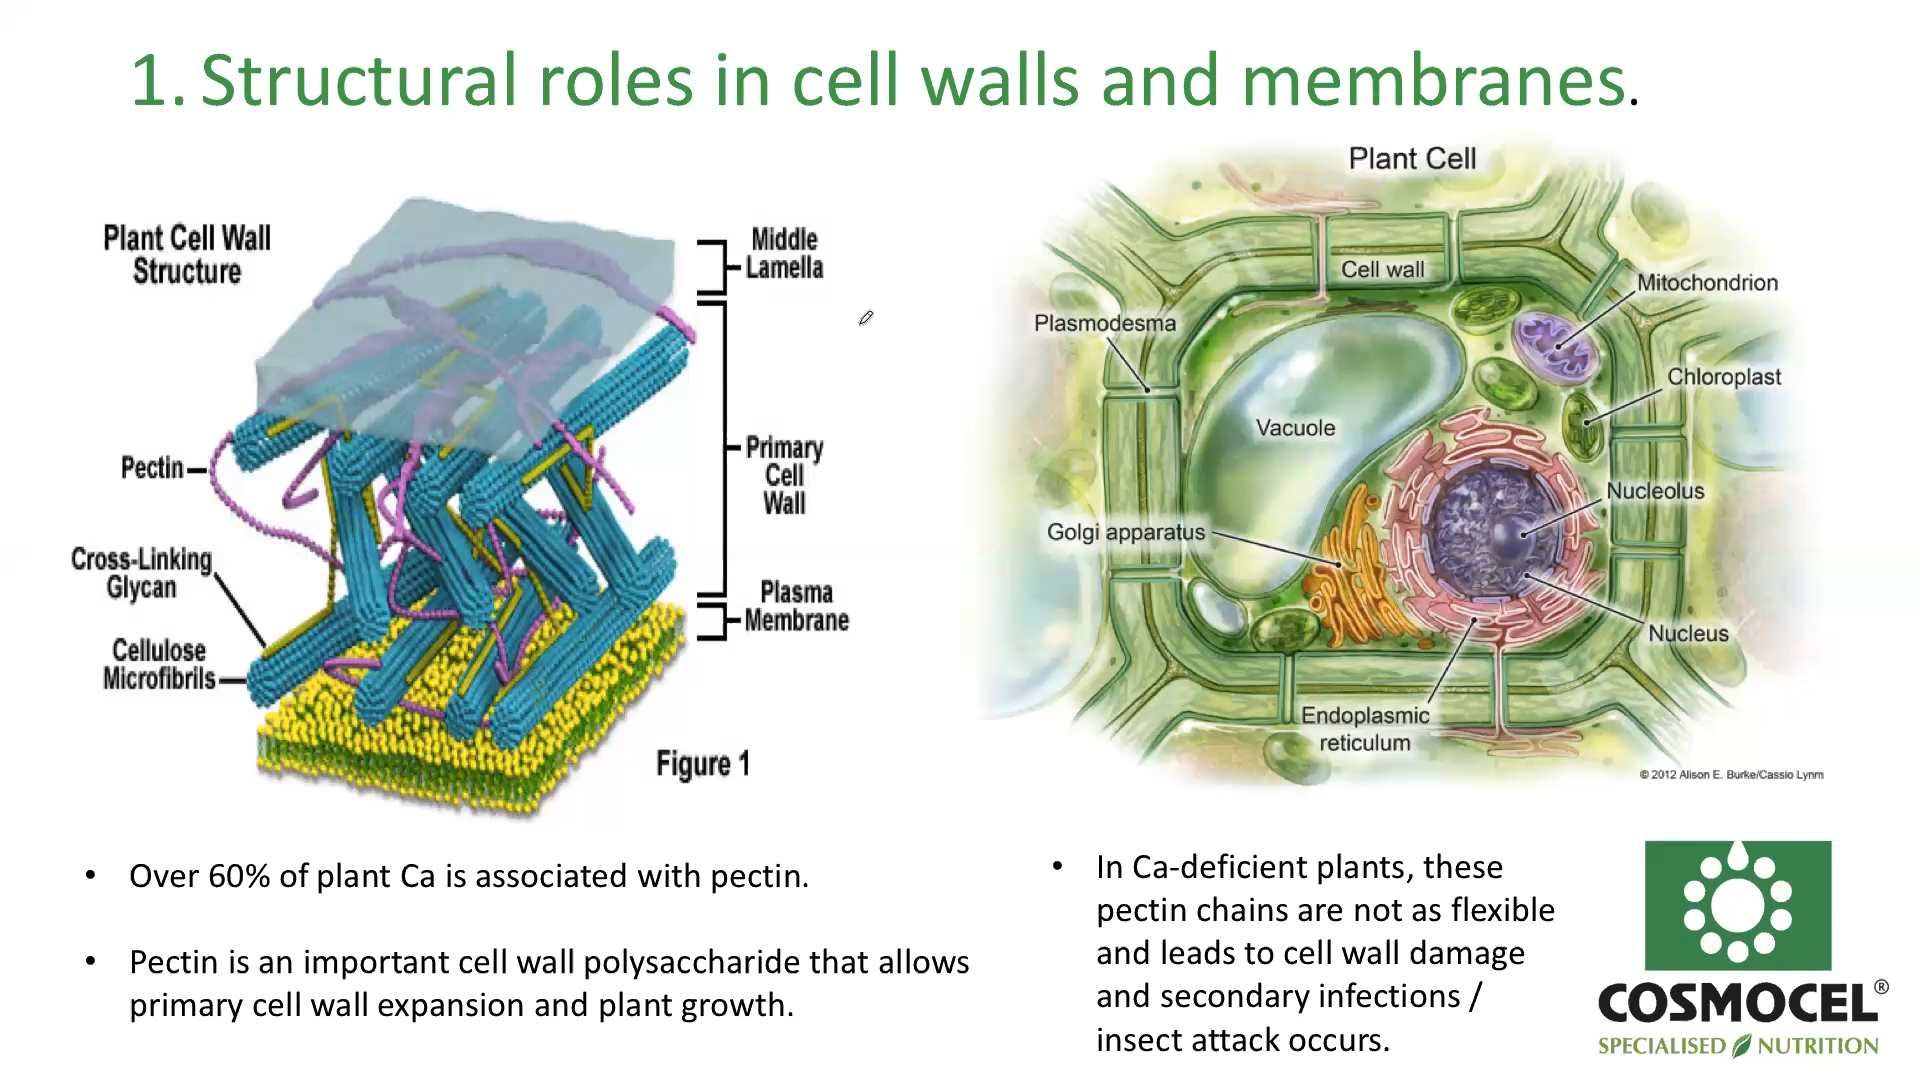 1. Structural roles in cell walls and membranes.
Plant Cell Wall
Structure
Middle
Lamella
Pectin
Primary
Cell
Wall
Cross-Linking
Glycan
Plasma
Membrane
Cellulose
Microfibrils
Figure 1
Plant Cell
Cell wall
Mitochondrion
Plasmodesma
Chloroplast
Vacuole
Nucleolus
Golgi apparatus
Nucleus
Endoplasmic
reticulum
© 2012 Alison E. Burke/Cassio Lynm
• Over 60% of plant Ca is associated with pectin.
• Pectin is an important cell wall polysaccharide that allows
primary cell wall expansion and plant growth.
• In Ca-deficient plants, these
pectin chains are not as flexible
and leads to cell wall damage
and secondary infections /
insect attack occurs.
COSMOCEL®
SPECIALISED NUTRITION